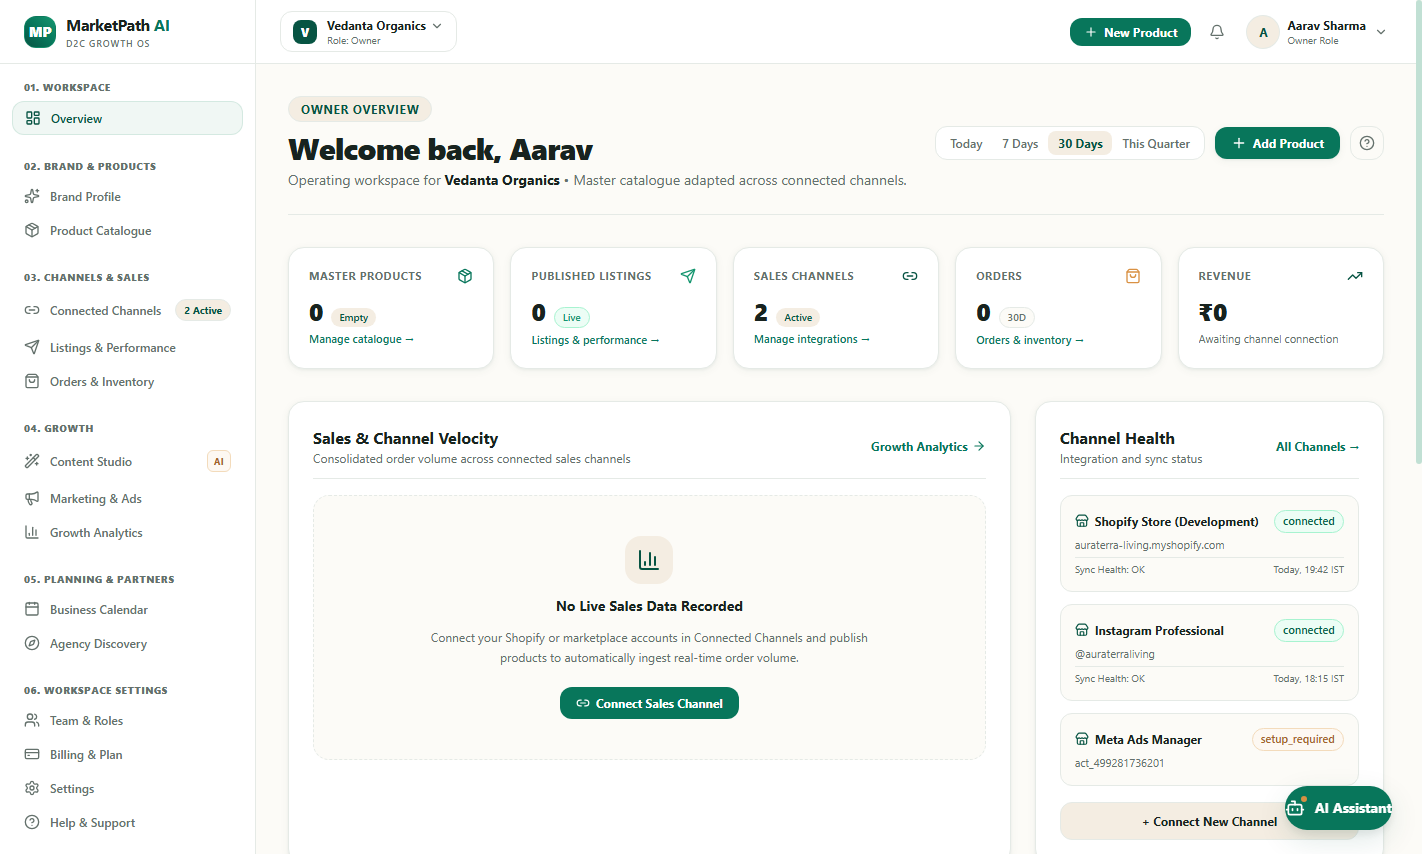 MP
MarketPath AI
D2C GROWTH OS
V
Vedanta Organics
Role: Owner
+ New Product
A
Aarav Sharma
Owner Role
01. WORKSPACE
Overview
02. BRAND & PRODUCTS
Brand Profile
Product Catalogue
03. CHANNELS & SALES
Connected Channels
2 Active
Listings & Performance
Orders & Inventory
04. GROWTH
Content Studio
AI
Marketing & Ads
Growth Analytics
05. PLANNING & PARTNERS
Business Calendar
Agency Discovery
06. WORKSPACE SETTINGS
Team & Roles
Billing & Plan
Settings
Help & Support
OWNER OVERVIEW
Welcome back, Aarav
Operating workspace for Vedanta Organics • Master catalogue adapted across connected channels.
Today 7 Days 30 Days This Quarter
+ Add Product
MASTER PRODUCTS
0 Empty
Manage catalogue →
PUBLISHED LISTINGS
0 Live
Listings & performance →
SALES CHANNELS
2 Active
Manage integrations →
ORDERS
0 30D
Orders & inventory →
REVENUE
₹0
Awaiting channel connection
Sales & Channel Velocity
Consolidated order volume across connected sales channels
Growth Analytics →
No Live Sales Data Recorded
Connect your Shopify or marketplace accounts in Connected Channels and publish
products to automatically ingest real-time order volume.
Connect Sales Channel
Channel Health
Integration and sync status
All Channels →
Shopify Store (Development) connected
auraterra-living.myshopify.com
Sync Health: OK Today, 19:42 IST
Instagram Professional connected
@auraterraliving
Sync Health: OK Today, 18:15 IST
Meta Ads Manager setup_required
act_499281736201
+ Connect New Channel
AI Assistant